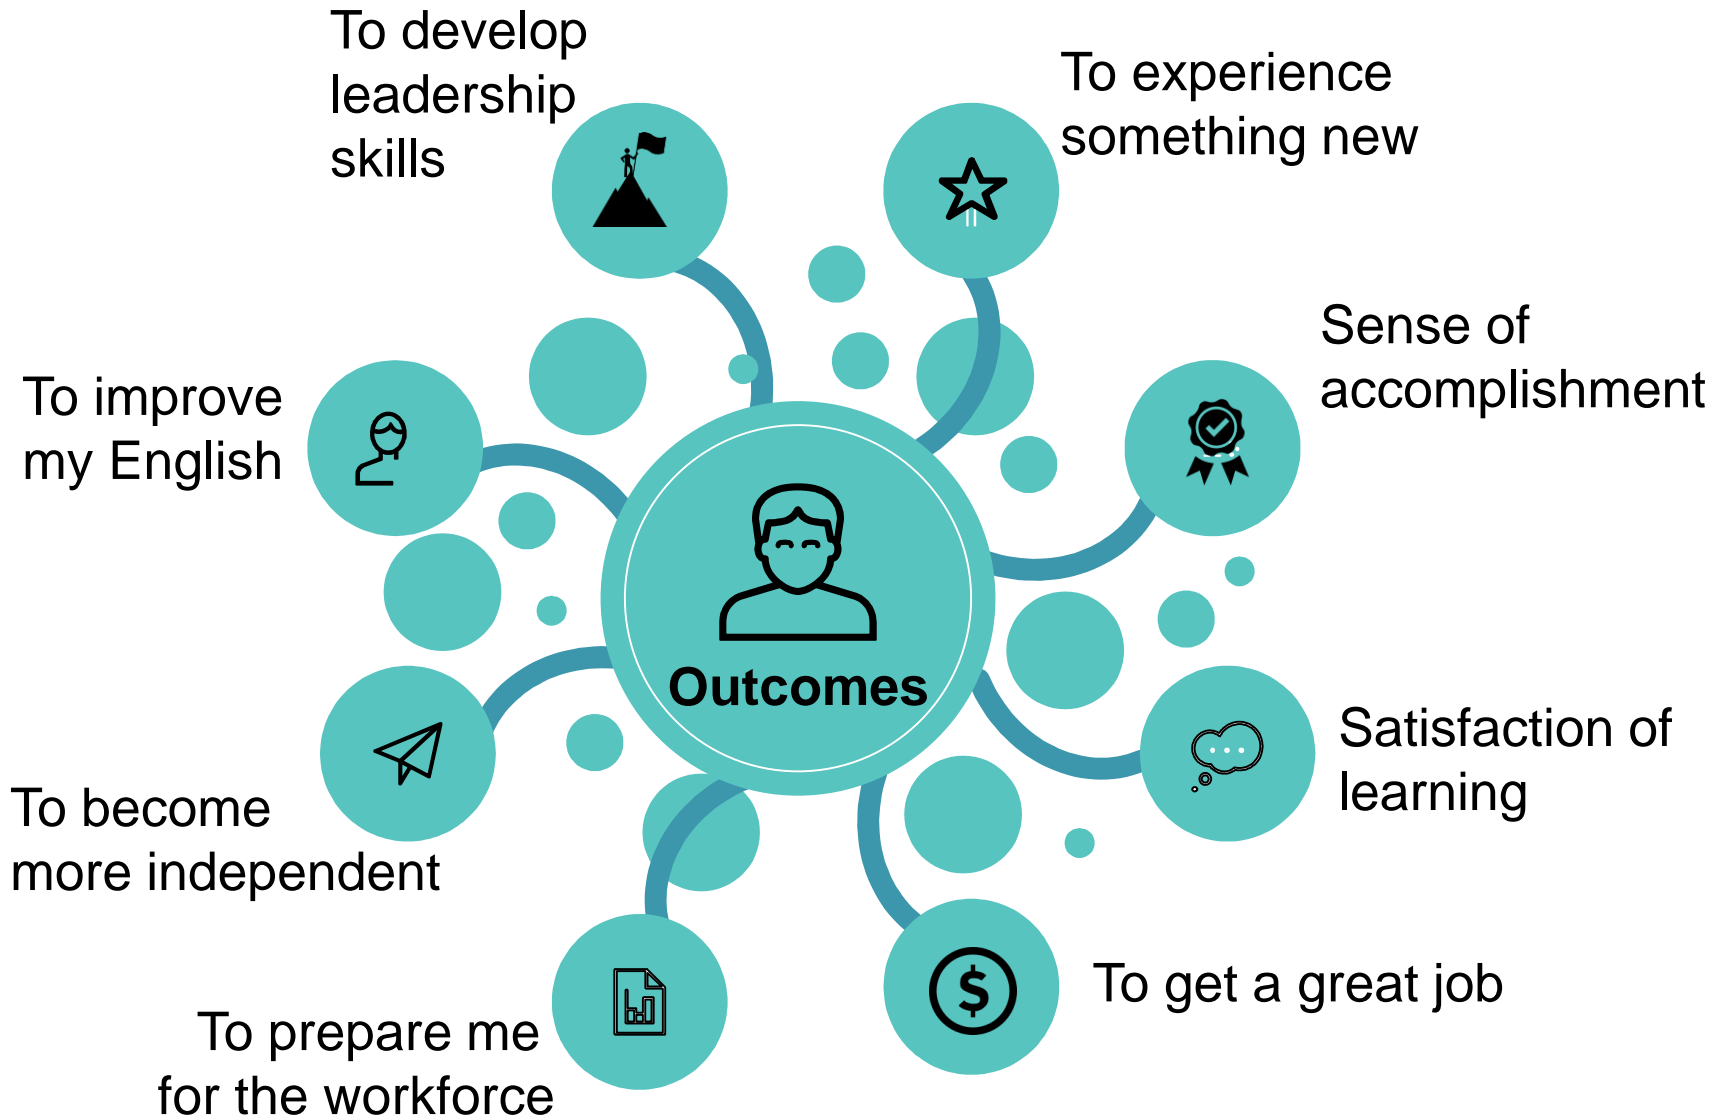 To develop
leadership
skills
To experience
something new
Sense of
accomplishment
To improve
my English
Outcomes
Satisfaction of
learning
To become
more independent
To get a great job
To prepare me
for the workforce
$